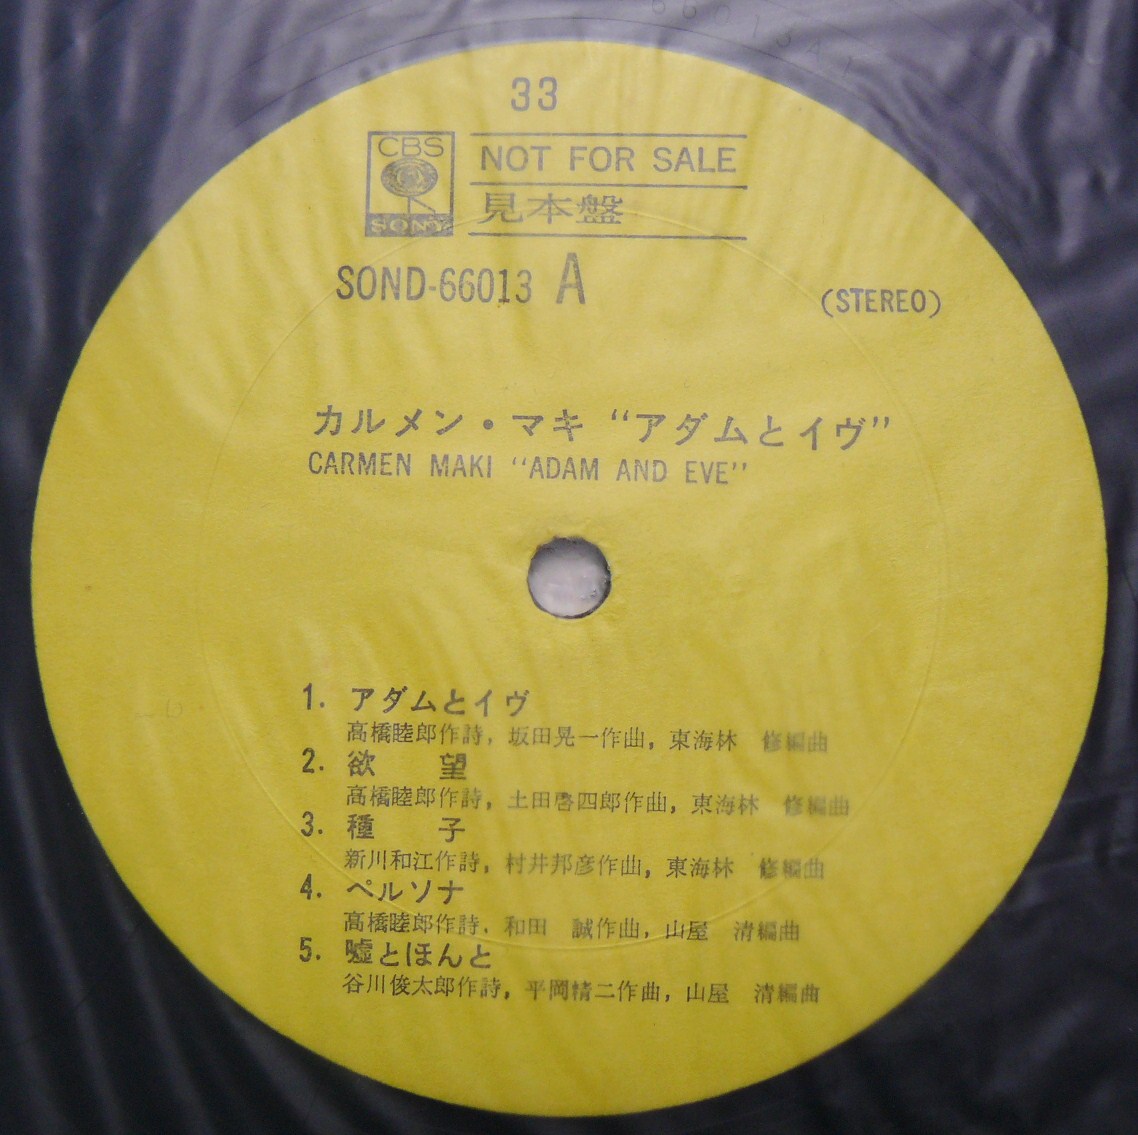 33
CBS
SONY
NOT FOR SALE
見本盤
SOND-66013 A
(STEREO)
カルメン・マキ “アダムとイヴ”
CARMEN MAKI “ADAM AND EVE”
1. アダムとイヴ
高橋睦郎作詩, 坂田晃一作曲, 東海林　修編曲
2. 欲　　望
高橋睦郎作詩, 土田啓四郎作曲, 東海林　修編曲
3. 種　　子
新川和江作詩, 村井邦彦作曲, 東海林　修編曲
4. ペルソナ
高橋睦郎作詩, 和田　誠作曲, 山屋　清編曲
5. 嘘とほんと
谷川俊太郎作詩, 平岡精二作曲, 山屋　清編曲